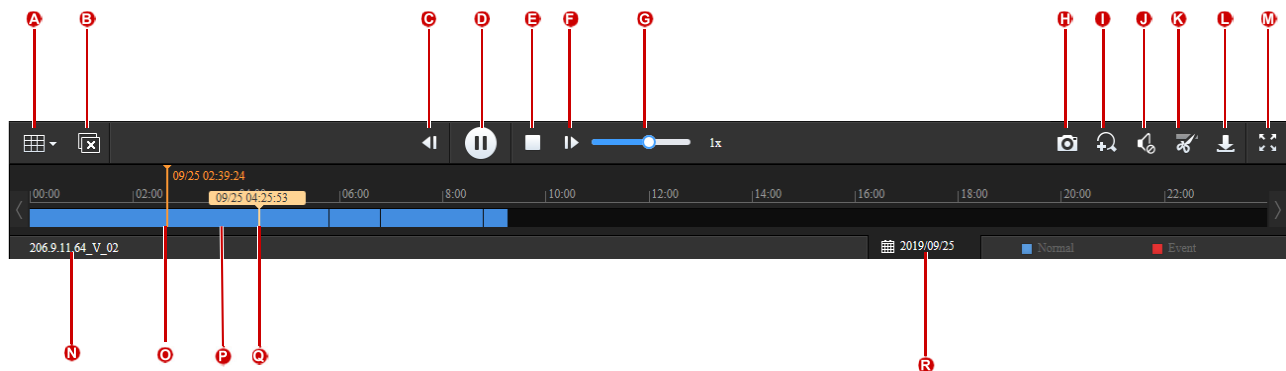 A B C D E F G H I J K L M
1x
09/25 02:39:24
00:00 02:00 06:00 08:00 10:00 12:00 14:00 16:00 18:00 20:00 22:00
09/25 04:25:53
206.9.11.64_V_02 2019/09/25 Normal Event
N O P Q R